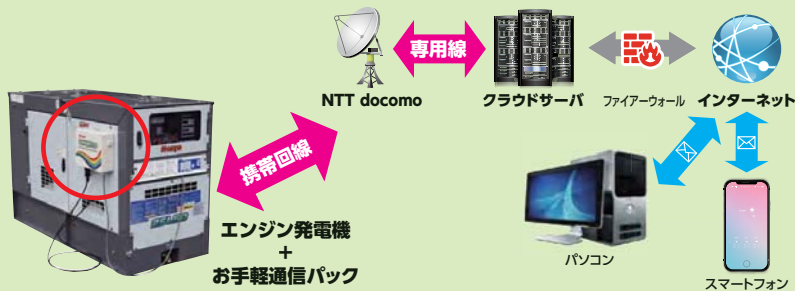 専用線
NTT docomo
クラウドサーバ
ファイアーウォール
インターネット
携帯回線
エンジン発電機
+
お手軽通信パック
パソコン
スマートフォン